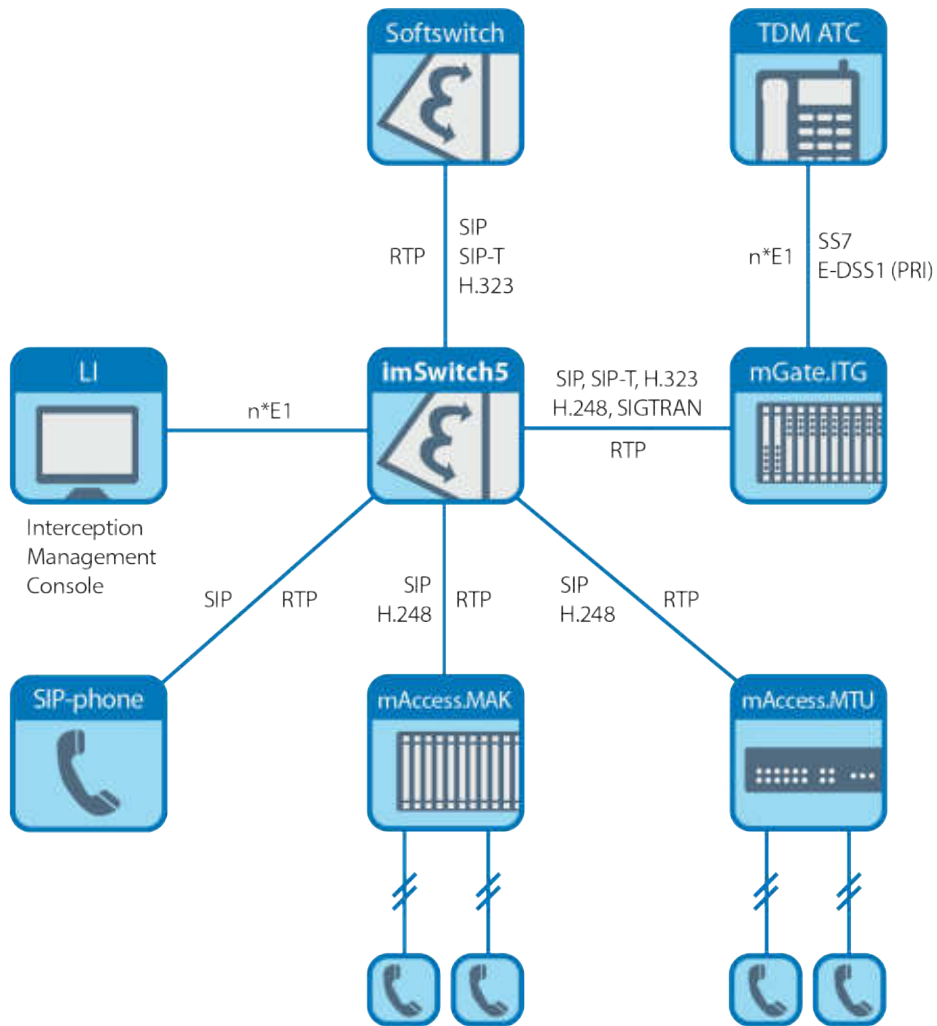 Softswitch
TDM ATC
RTP
SIP
SIP-T
H.323
n*E1
SS7
E-DSS1 (PRI)
LI
imSwitch5
mGate.ITG
n*E1
SIP, SIP-T, H.323
H.248, SIGTRAN
RTP
Interception
Management
Console
SIP
RTP
SIP
H.248
RTP
SIP
H.248
RTP
SIP-phone
mAccess.MAK
mAccess.MTU